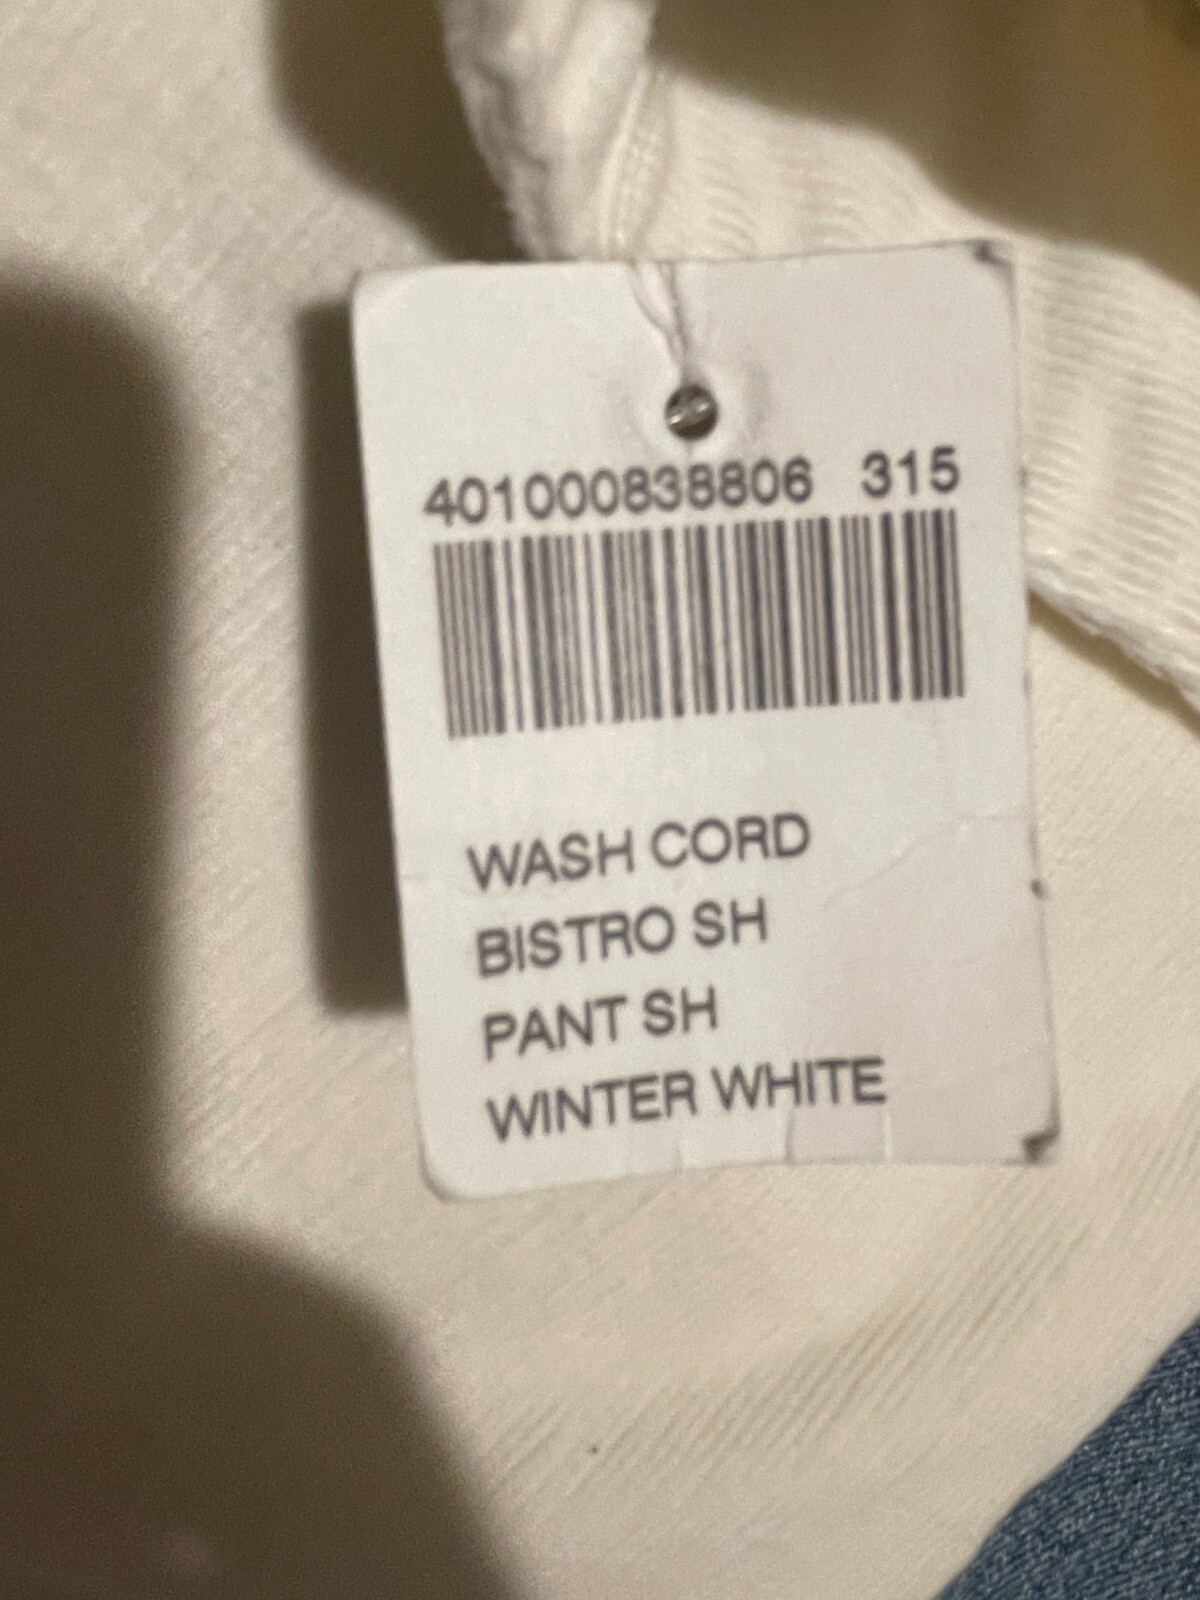 401000838806 315
WASH CORD
BISTRO SH
PANT SH
WINTER WHITE